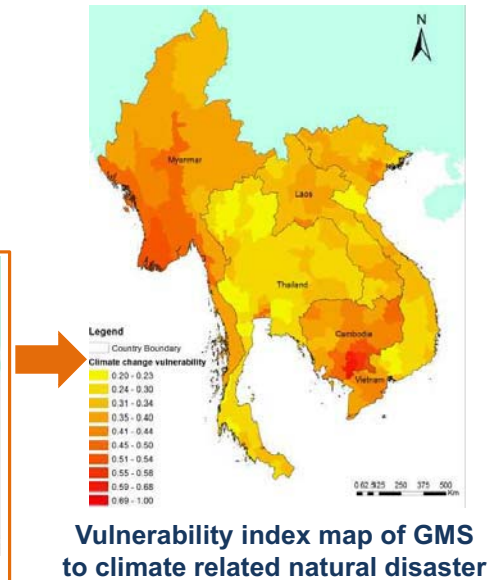 N
Myanmar
Laos
Thailand
Cambodia
Vietnam
Legend
Country Boundary
Climate change vulnerability
0.20 - 0.23
0.24 - 0.30
0.31 - 0.34
0.35 - 0.40
0.41 - 0.44
0.45 - 0.50
0.51 - 0.54
0.55 - 0.58
0.59 - 0.68
0.69 - 1.00
250 375 500
Km
Vulnerability index map of GMS
to climate related natural disaster